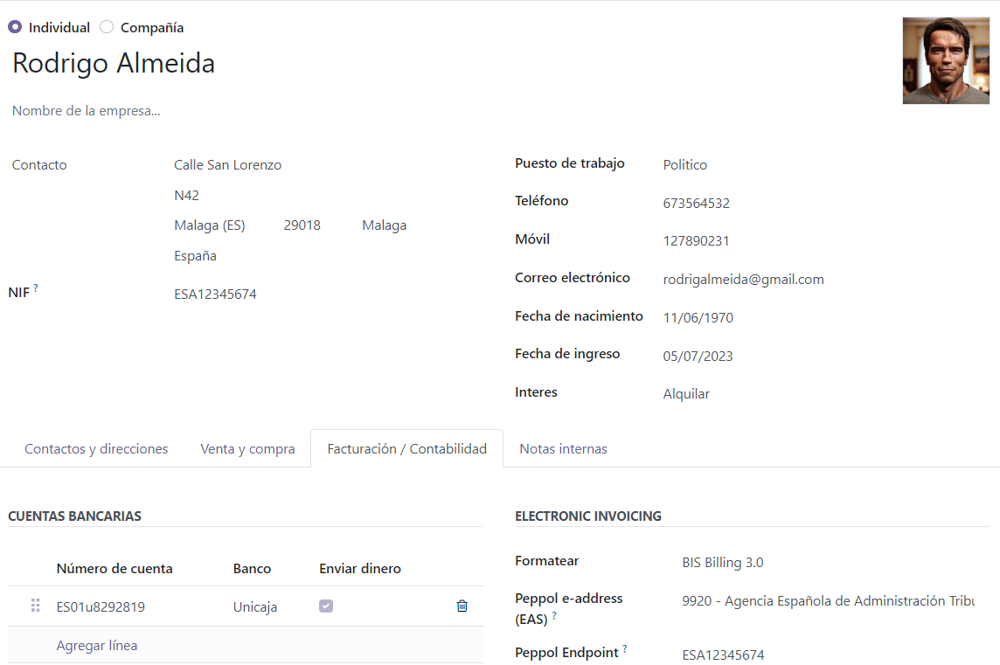 Individual Compañía
Rodrigo Almeida
Nombre de la empresa...
Contacto
Calle San Lorenzo
N42
Malaga (ES) 29018 Malaga
España
NIF ? ESA12345674
Puesto de trabajo Politico
Teléfono 673564532
Móvil 127890231
Correo electrónico rodrigalmeida@gmail.com
Fecha de nacimiento 11/06/1970
Fecha de ingreso 05/07/2023
Interes Alquilar
Contactos y direcciones Venta y compra Facturación / Contabilidad Notas internas
CUENTAS BANCARIAS
Número de cuenta Banco Enviar dinero
ES01u8292819 Unicaja
Agregar línea
ELECTRONIC INVOICING
Formatear BIS Billing 3.0
Peppol e-address 9920 - Agencia Española de Administración Tribu
(EAS) ?
Peppol Endpoint ? ESA12345674